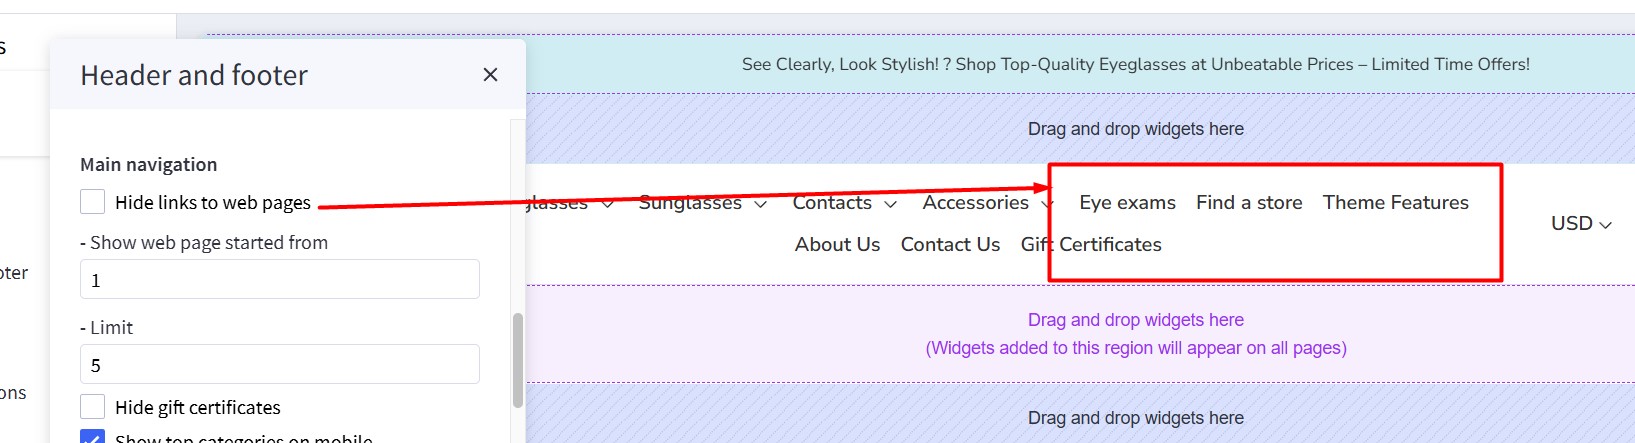 See Clearly, Look Stylish! ? Shop Top-Quality Eyeglasses at Unbeatable Prices – Limited Time Offers!
Header and footer
Drag and drop widgets here
Main navigation
Hide links to web pages
glasses Sunglasses Contacts Accessories Eye exams Find a store Theme Features
USD
About Us Contact Us Gift Certificates
- Show web page started from
1
- Limit
5
Drag and drop widgets here
(Widgets added to this region will appear on all pages)
Hide gift certificates
Drag and drop widgets here
Show top categories on mobile